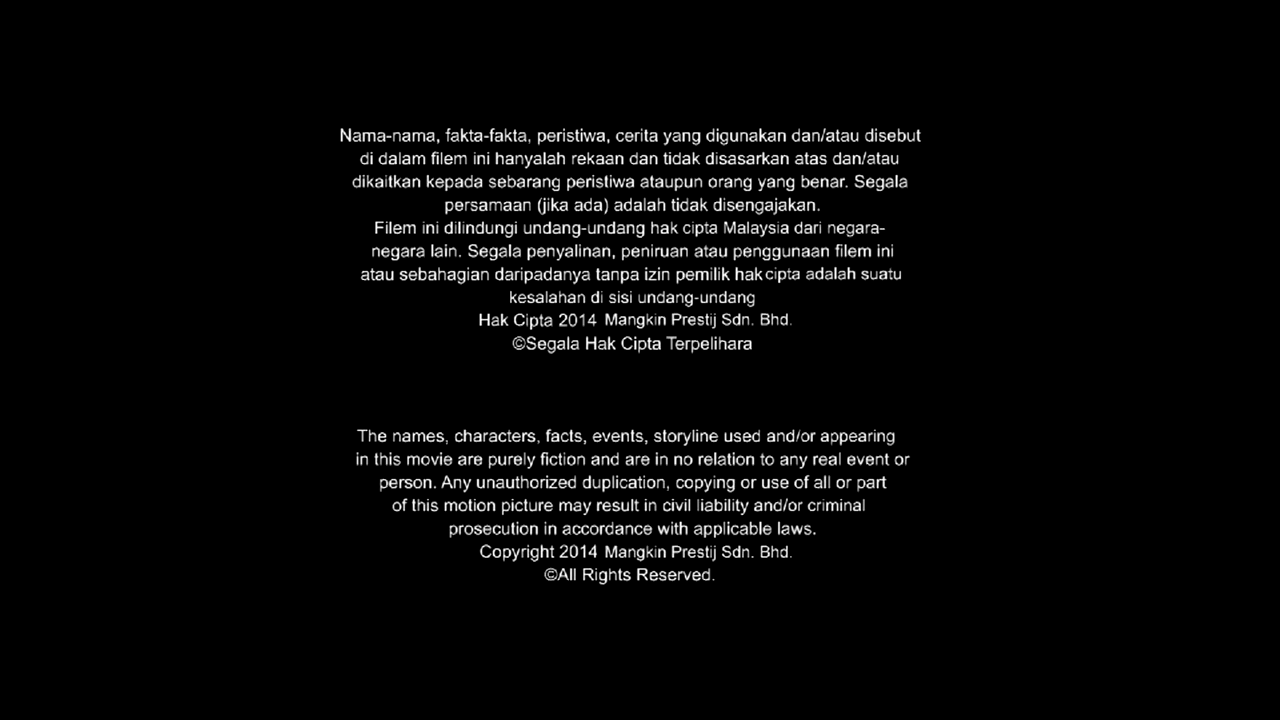 Nama-nama, fakta-fakta, peristiwa, cerita yang digunakan dan/atau disebut
di dalam filem ini hanyalah rekaan dan tidak disasarkan atas dan/atau
dikaitkan kepada sebarang peristiwa ataupun orang yang benar. Segala
persamaan (jika ada) adalah tidak disengajakan.
Filem ini dilindungi undang-undang hak cipta Malaysia dari negara-
negara lain. Segala penyalinan, peniruan atau penggunaan filem ini
atau sebahagian daripadanya tanpa izin pemilik hak cipta adalah suatu
kesalahan di sisi undang-undang
Hak Cipta 2014 Mangkin Prestij Sdn. Bhd.
©Segala Hak Cipta Terpelihara
The names, characters, facts, events, storyline used and/or appearing
in this movie are purely fiction and are in no relation to any real event or
person. Any unauthorized duplication, copying or use of all or part
of this motion picture may result in civil liability and/or criminal
prosecution in accordance with applicable laws.
Copyright 2014 Mangkin Prestij Sdn. Bhd.
©All Rights Reserved.